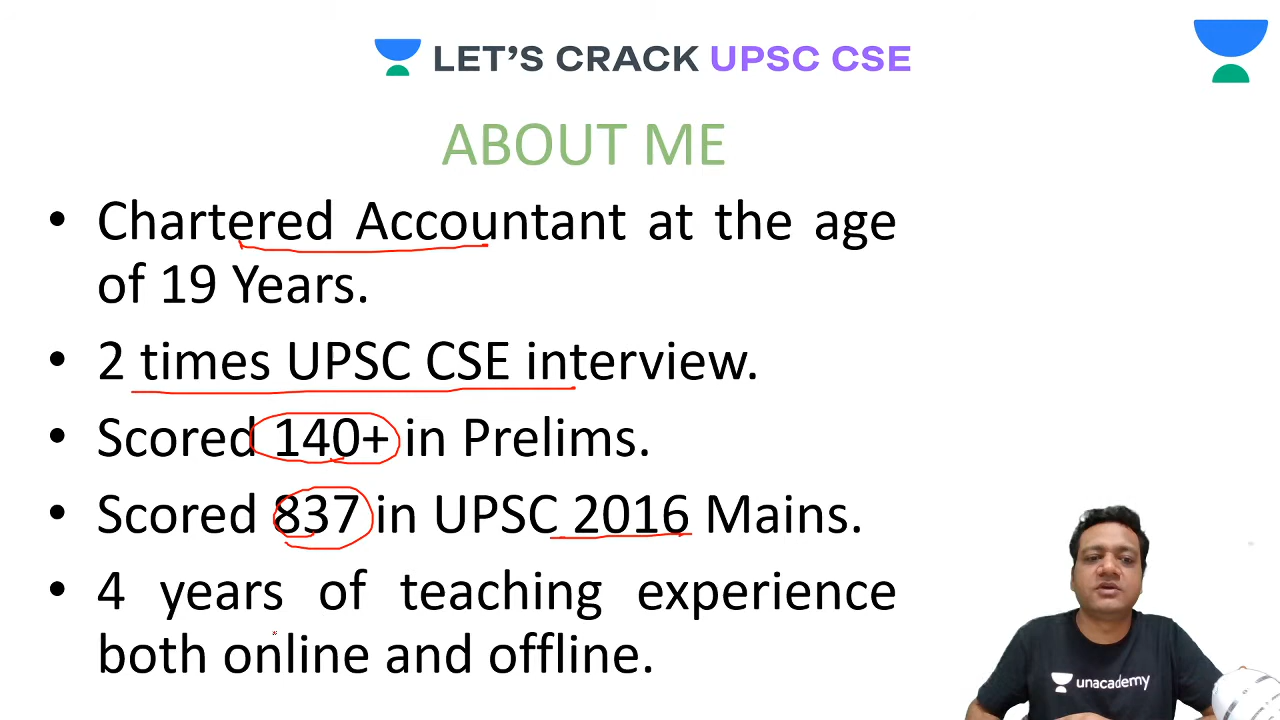 LET'S CRACK UPSC CSE
ABOUT ME
• Chartered Accountant at the age
of 19 Years.
• 2 times UPSC CSE interview.
• Scored 140+ in Prelims.
• Scored 837 in UPSC 2016 Mains.
• 4 years of teaching experience
both online and offline.
unacademy